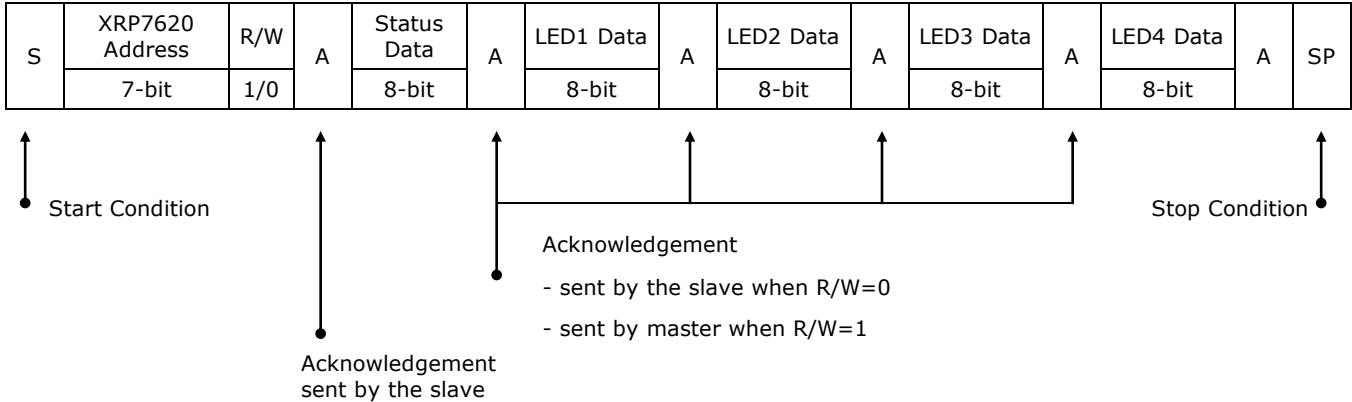 S
XRP7620 Address
7-bit
R/W
1/0
A
Status Data
8-bit
A
LED1 Data
8-bit
A
LED2 Data
8-bit
A
LED3 Data
8-bit
A
LED4 Data
8-bit
A
SP
Start Condition
Stop Condition
Acknowledgement
- sent by the slave when R/W=0
- sent by master when R/W=1
Acknowledgement
sent by the slave